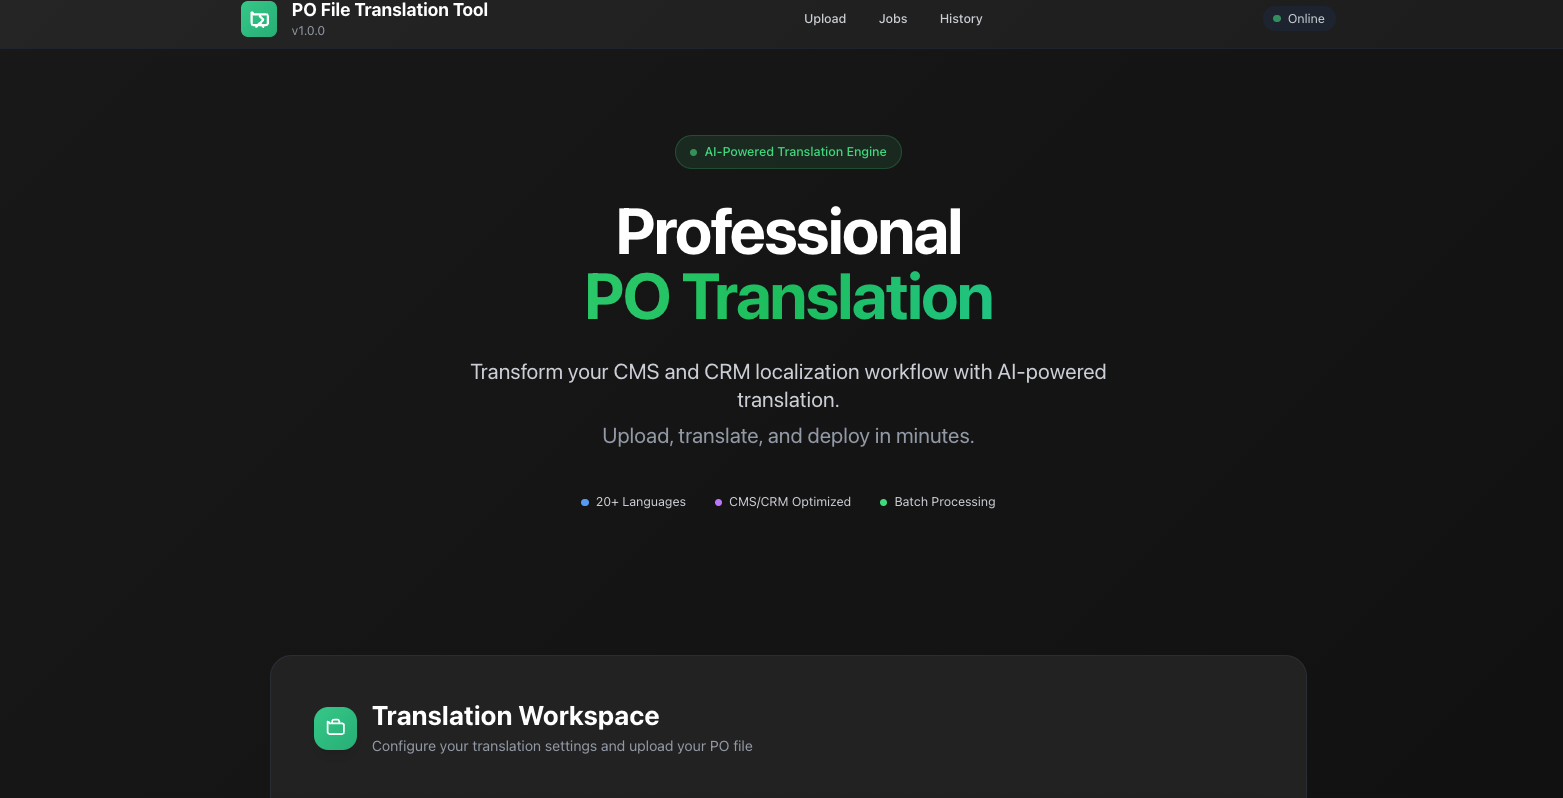 PO File Translation Tool
v1.0.0
Upload
Jobs
History
Online
AI-Powered Translation Engine
Professional
PO Translation
Transform your CMS and CRM localization workflow with AI-powered
translation.
Upload, translate, and deploy in minutes.
20+ Languages
CMS/CRM Optimized
Batch Processing
Translation Workspace
Configure your translation settings and upload your PO file